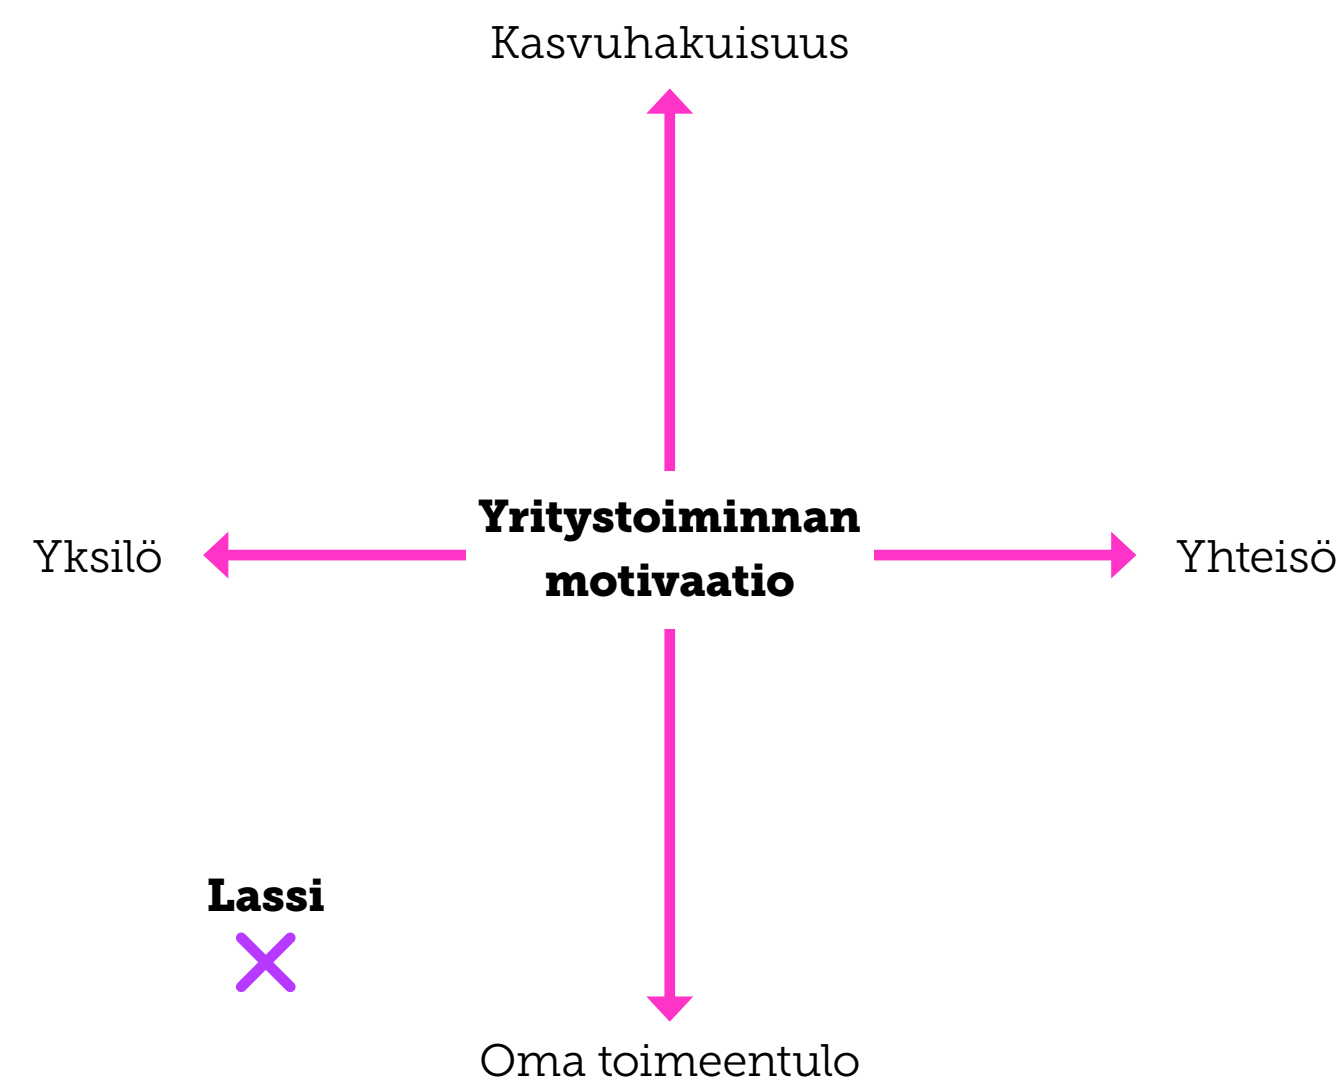 Kasvuhakuisuus
Yritystoiminnan
motivaatio
Yksilö
Yhteisö
Lassi
Oma toimeentulo